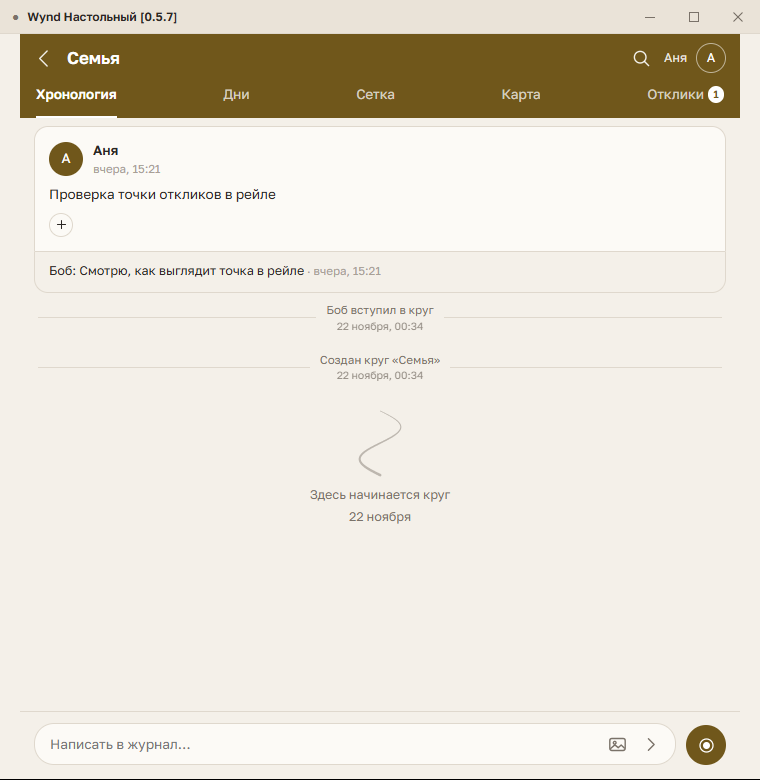 Wynd Настольный [0.5.7]
Семья
Аня
А
Хронология
Дни
Сетка
Карта
Отклики 1
А
Аня
вчера, 15:21
Проверка точки откликов в рейле
Боб: Смотрю, как выглядит точка в рейле · вчера, 15:21
Боб вступил в круг
22 ноября, 00:34
Создан круг «Семья»
22 ноября, 00:34
Здесь начинается круг
22 ноября
Написать в журнал...